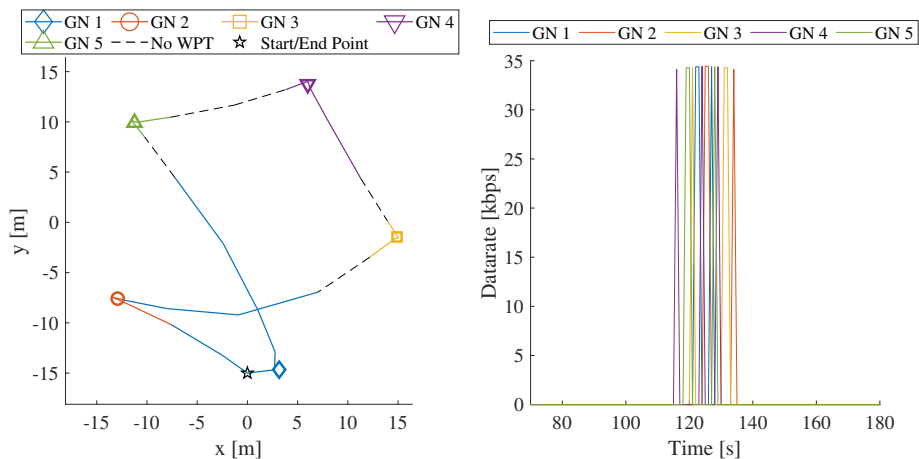 GN 1 GN 2 GN 3 GN 4
GN 5 No WPT Start/End Point
15
10
5
0
-5
-10
-15
y [m]
-15 -10 -5 0 5 10 15
x [m]
GN 1 GN 2 GN 3 GN 4 GN 5
35
30
25
20
15
10
5
0
Datarate [kbps]
80 100 120 140 160 180
Time [s]